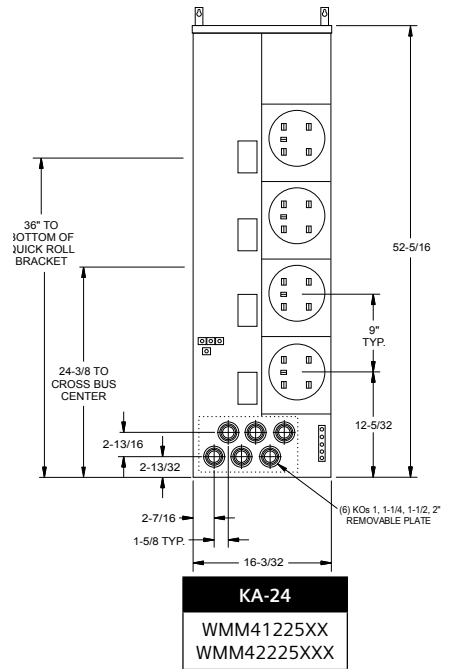 36" TO
BOTTOM OF
QUICK ROLL
BRACKET
52-5/16
9"
TYP.
24-3/8 TO
CROSS BUS
CENTER
12-5/32
2-13/16
2-13/32
(6) KOs 1, 1-1/4, 1-1/2, 2"
REMOVABLE PLATE
2-7/16
1-5/8 TYP.
16-3/32
KA-24
WMM41225XX
WMM42225XXX